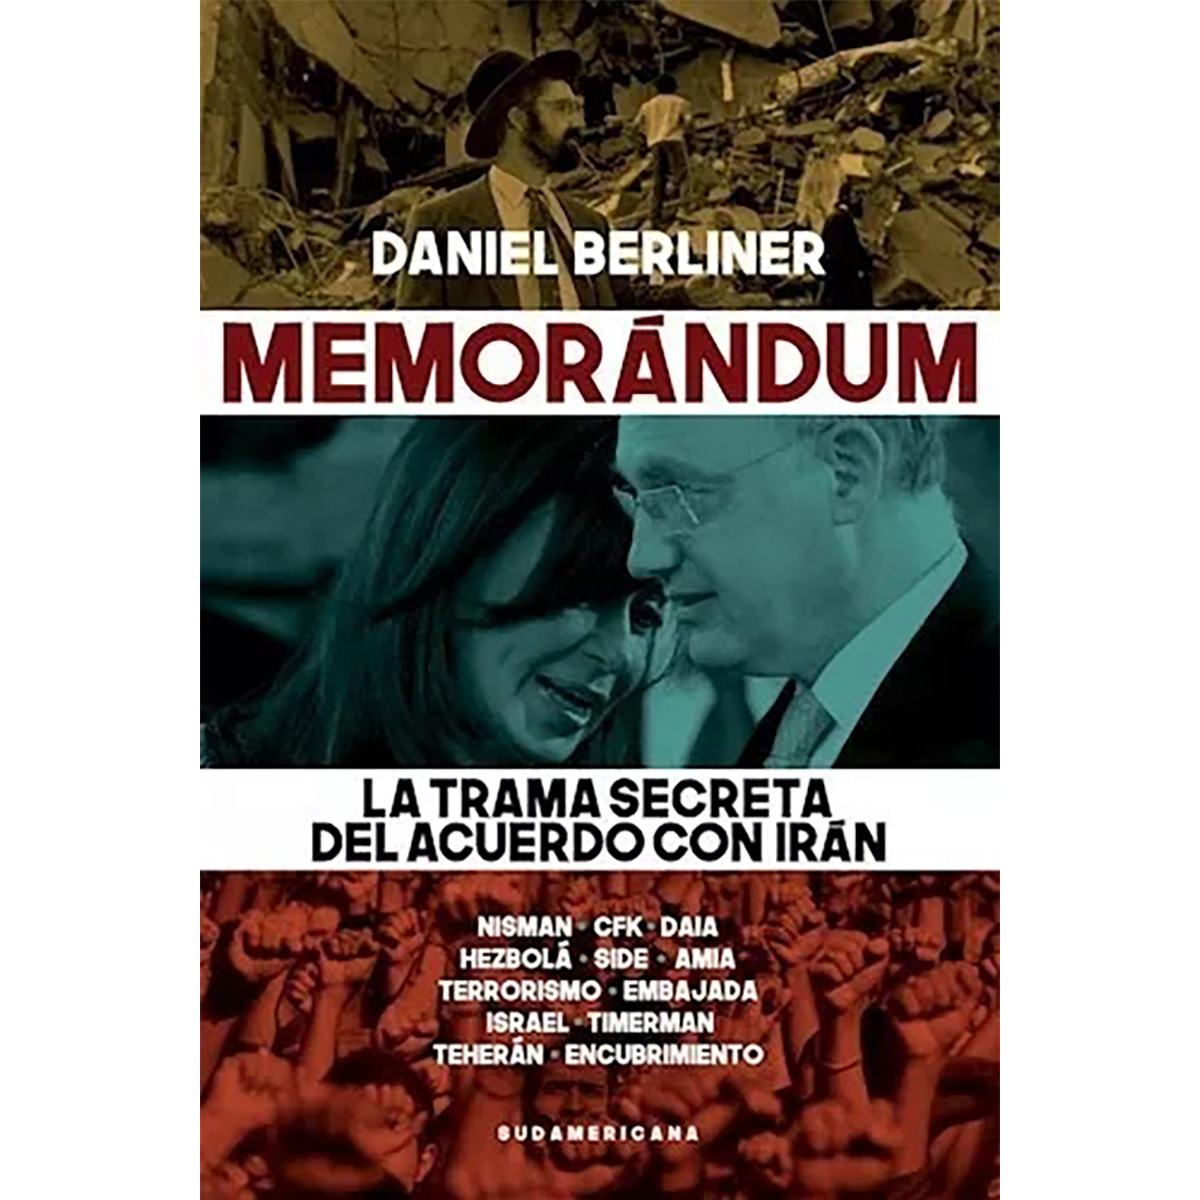 DANIEL BERLINER
MEMORÁNDUM
LA TRAMA SECRETA
DEL ACUERDO CON IRÁN
NISMAN • CFK • DAIA
HEZBOLÁ • SIDE • AMIA
TERRORISMO • EMBAJADA
ISRAEL • TIMERMAN
TEHERÁN • ENCUBRIMIENTO
SUDAMERICANA